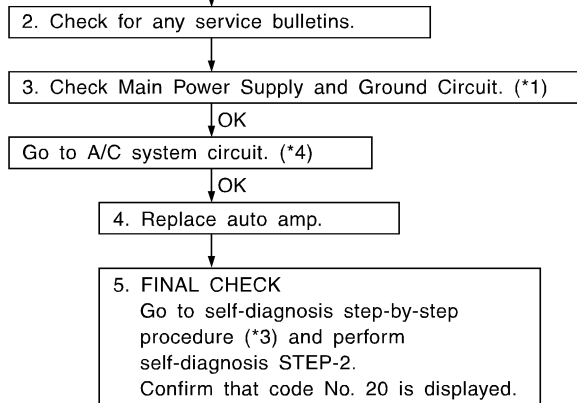 2. Check for any service bulletins.
3. Check Main Power Supply and Ground Circuit. (*1)
OK
Go to A/C system circuit. (*4)
OK
4. Replace auto amp.
5. FINAL CHECK
Go to self-diagnosis step-by-step
procedure (*3) and perform
self-diagnosis STEP-2.
Confirm that code No. 20 is displayed.